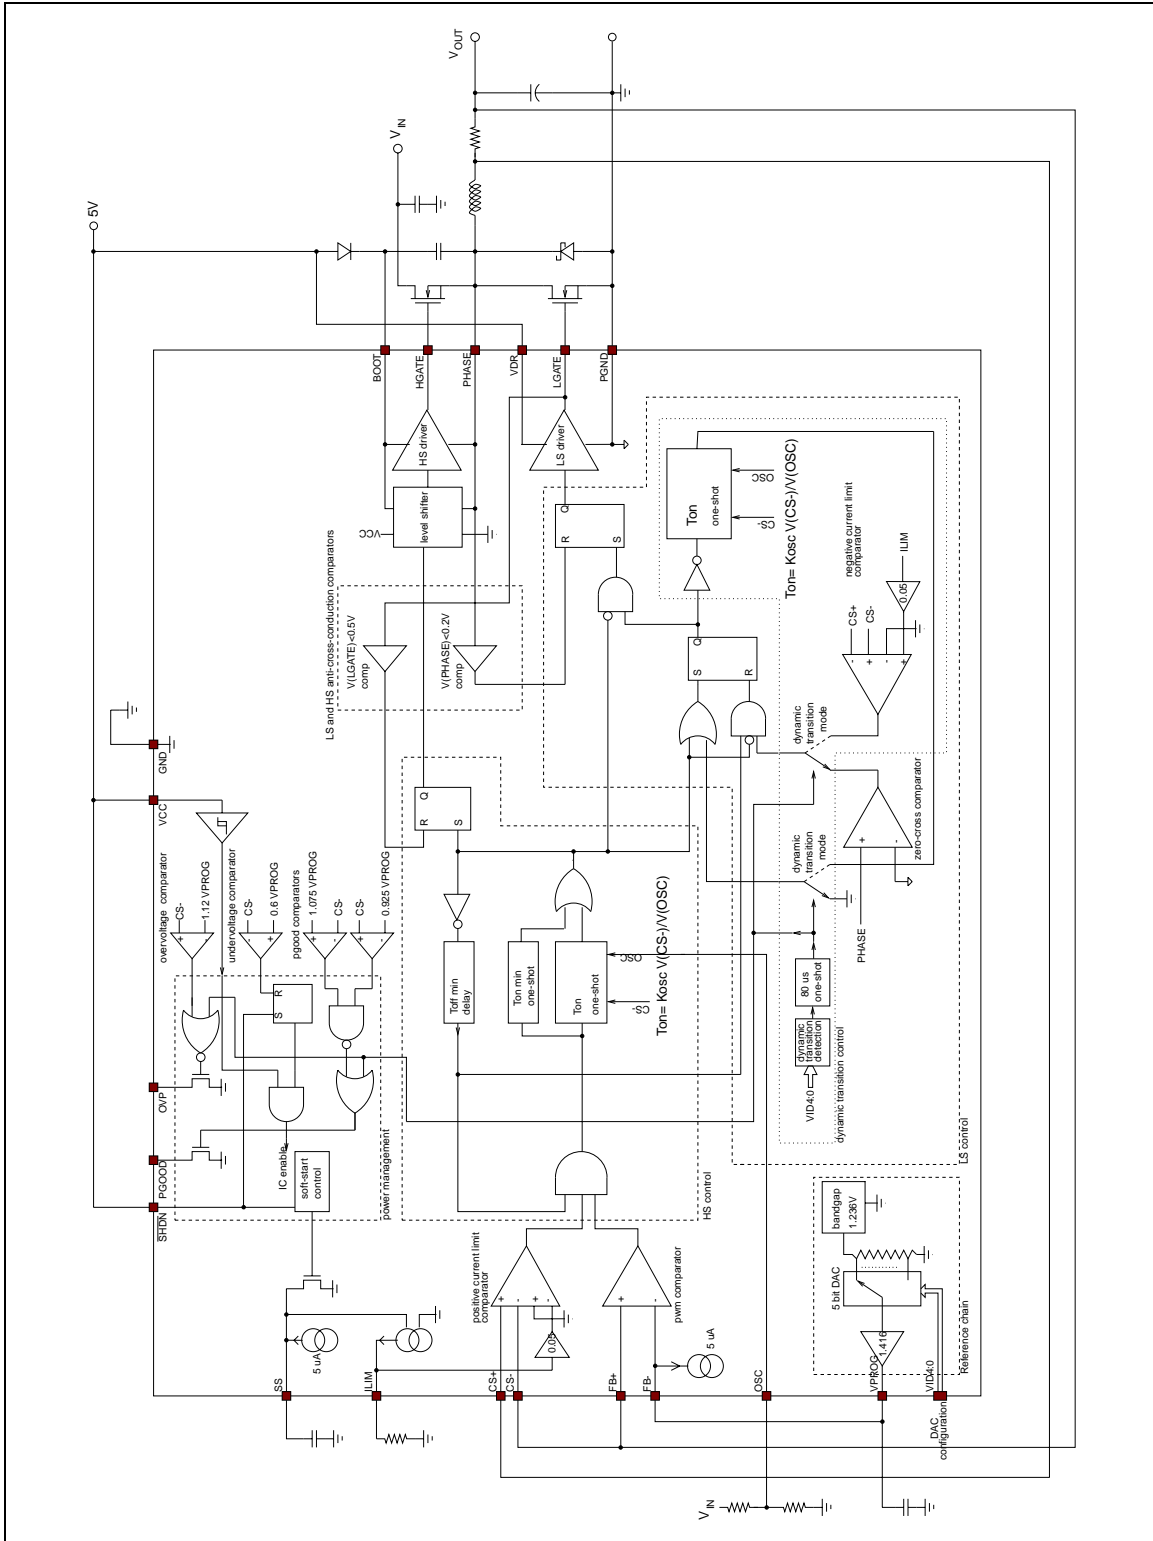 V OUT
V IN
5V
BOOT
HGATE
PHASE
VDR
LGATE
PGND
HS driver
LS driver
level shifter
VCC
LS and HS anti-cross-conduction comparators
V(LGATE)<0.5V
comp
V(PHASE)<0.2V
comp
R
Q
S
Ton
one-shot
OSC
CS-
Ton= Kosc V(CS-)/V(OSC)
negative current limit
comparator
ILIM
0.05
CS+
CS-
-
+
-
+
S
Q
R
dynamic
transition
mode
zero-cross comparator
+
-
PHASE
dynamic
transition
mode
80 us
one-shot
dynamic
transition
detection
VID4:0
dynamic transition control
LS control
GND
VCC
OVP
PGOOD
SHDN
overvoltage comparator
CS-
1.12 VPROG
+
-
undervoltage comparator
CS-
0.6 VPROG
-
+
pgood comparators
1.075 VPROG
CS-
+
-
CS-
0.925 VPROG
-
+
R
S
IC enable
soft-start
control
power management
R
Q
S
Toff min
delay
Ton min
one-shot
Ton
one-shot
OSC
CS-
Ton= Kosc V(CS-)/V(OSC)
HS control
positive current limit
comparator
+
-
+
-
0.05
pwm comparator
+
-
5 uA
5 uA
SS
ILIM
CS+
CS-
FB+
FB-
OSC
VPROG
VID4:0
DAC
configuration
bandgap
1.236V
5 bit DAC
1.416
Reference chain
V IN